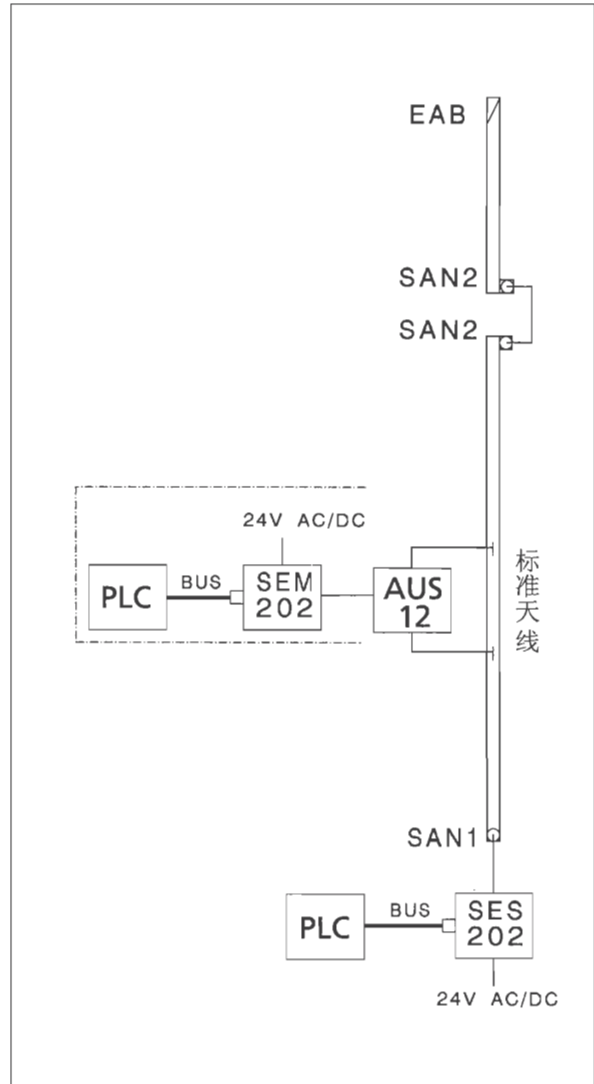 EAB
SAN2
SAN2
24V AC/DC
PLC
BUS
SEM
202
AUS
12
标准天线
SAN1
PLC
BUS
SES
202
24V AC/DC